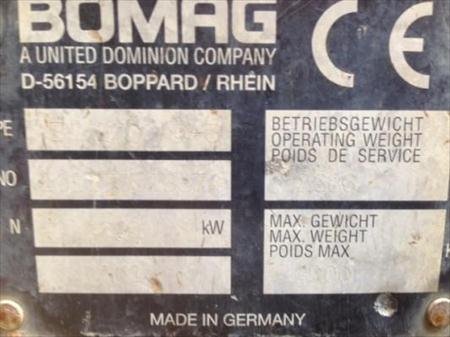 BOMAG
A UNITED DOMINION COMPANY
D-56154 BOPPARD / RHEIN
CE
PE
NO
N
kW
BETRIEBSGEWICHT
OPERATING WEIGHT
POIDS DE SERVICE
MAX. GEWICHT
MAX. WEIGHT
POIDS MAX.
MADE IN GERMANY